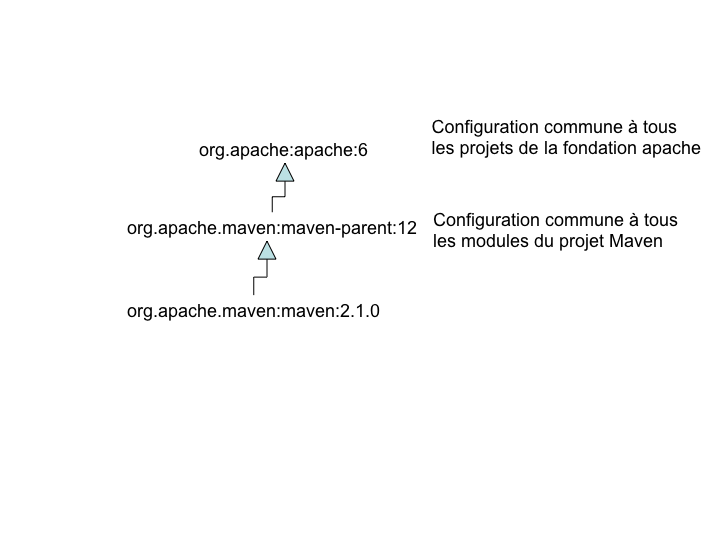 org.apache:apache:6
Configuration commune à tous
les projets de la fondation apache
org.apache.maven:maven-parent:12
Configuration commune à tous
les modules du projet Maven
org.apache.maven:maven:2.1.0